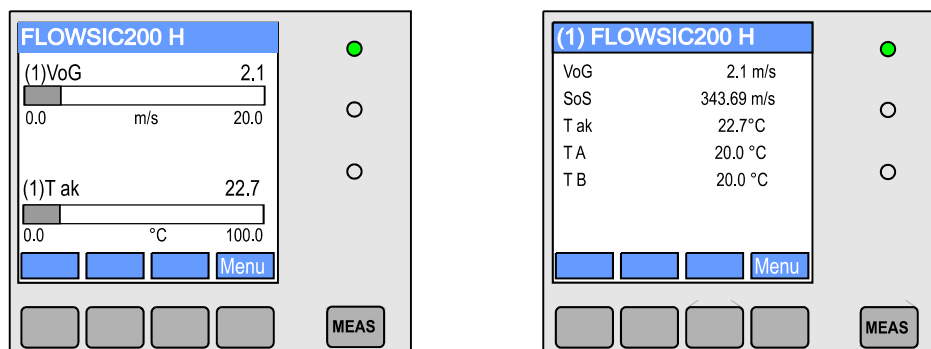 FLOWSIC200 H
(1)VoG 2.1
0.0 m/s 20.0
(1)T ak 22.7
0.0 °C 100.0
Menu
MEAS
(1) FLOWSIC200 H
VoG 2.1 m/s
SoS 343.69 m/s
T ak 22.7°C
T A 20.0 °C
T B 20.0 °C
Menu
MEAS